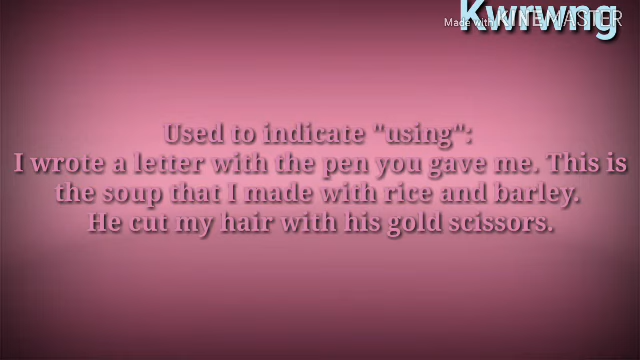 Kwrwng
Made with KINEMASTER
Used to indicate "using":
I wrote a letter with the pen you gave me. This is
the soup that I made with rice and barley.
He cut my hair with his gold scissors.